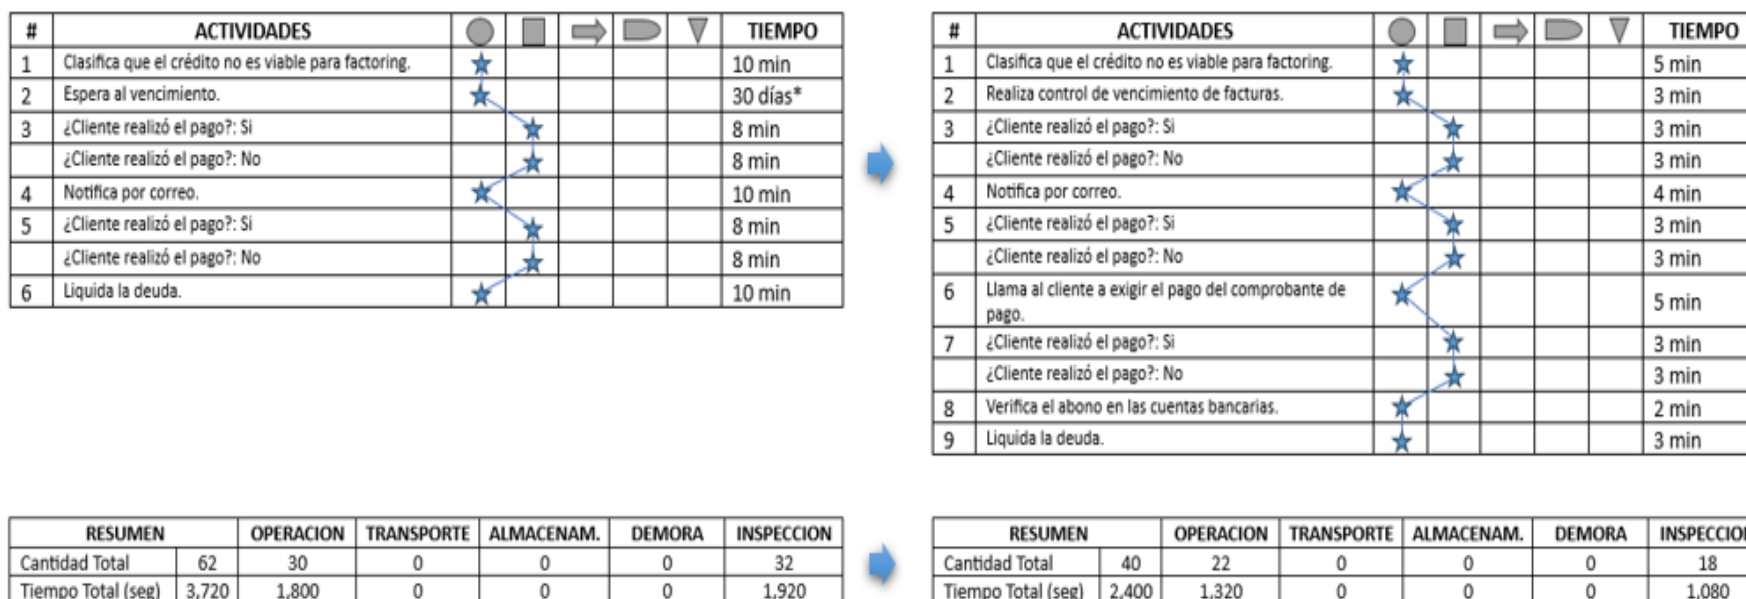 # ACTIVIDADES TIEMPO
1 Clasifica que el crédito no es viable para factoring. 10 min
2 Espera al vencimiento. 30 días*
3 ¿Cliente realizó el pago?: Si 8 min
¿Cliente realizó el pago?: No 8 min
4 Notifica por correo. 10 min
5 ¿Cliente realizó el pago?: Si 8 min
¿Cliente realizó el pago?: No 8 min
6 Liquida la deuda. 10 min
# ACTIVIDADES TIEMPO
1 Clasifica que el crédito no es viable para factoring. 5 min
2 Realiza control de vencimiento de facturas. 3 min
3 ¿Cliente realizó el pago?: Si 3 min
¿Cliente realizó el pago?: No 3 min
4 Notifica por correo. 4 min
5 ¿Cliente realizó el pago?: Si 3 min
¿Cliente realizó el pago?: No 3 min
6 Llama al cliente a exigir el pago del comprobante de
pago. 5 min
7 ¿Cliente realizó el pago?: Si 3 min
¿Cliente realizó el pago?: No 3 min
8 Verifica el abono en las cuentas bancarias. 2 min
9 Liquida la deuda. 3 min
RESUMEN OPERACION TRANSPORTE ALMACENAM. DEMORA INSPECCION
Cantidad Total 62 30 0 0 0 32
Tiempo Total (seg) 3,720 1,800 0 0 0 1,920
RESUMEN OPERACION TRANSPORTE ALMACENAM. DEMORA INSPECCION
Cantidad Total 40 22 0 0 0 18
Tiempo Total (seg) 2,400 1,320 0 0 0 1,080